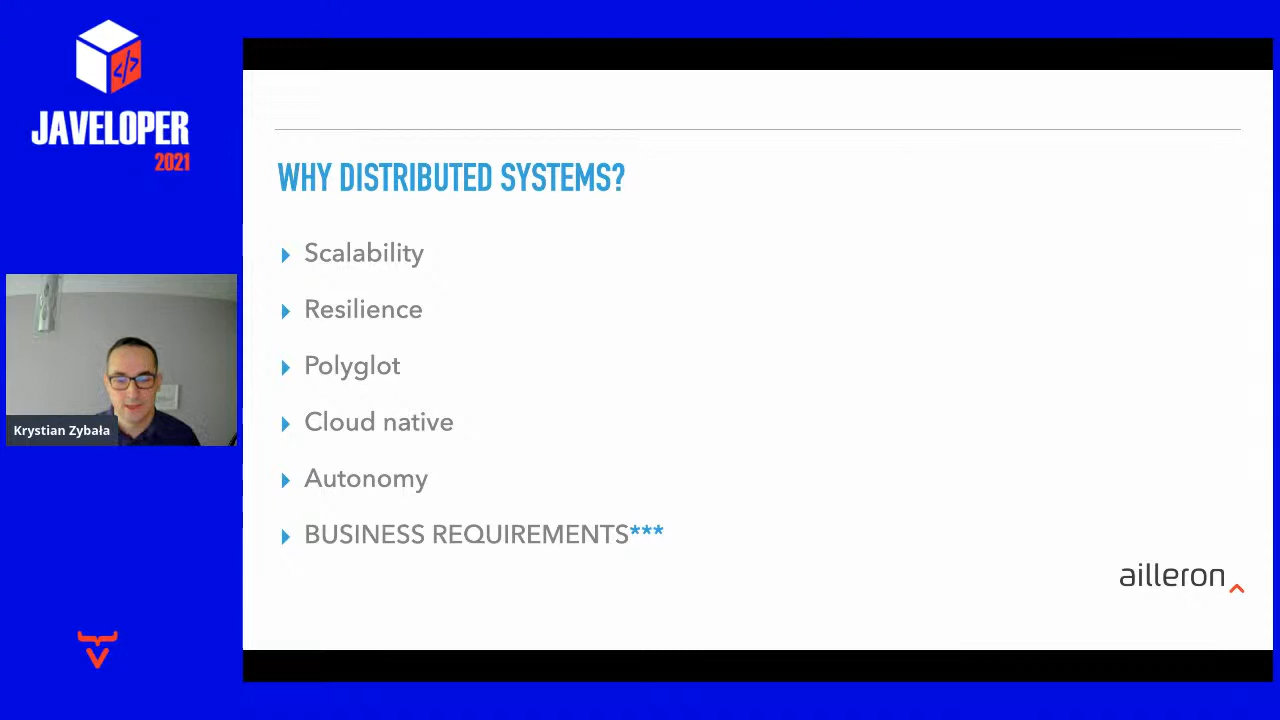 </>
JAVELOPER
2021
Krystian Zybała
WHY DISTRIBUTED SYSTEMS?
Scalability
Resilience
Polyglot
Cloud native
Autonomy
BUSINESS REQUIREMENTS***
ailleron